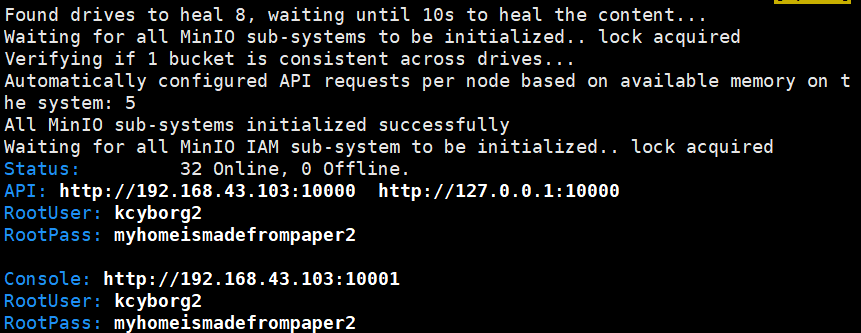 Found drives to heal 8, waiting until 10s to heal the content...
Waiting for all MinIO sub-systems to be initialized.. lock acquired
Verifying if 1 bucket is consistent across drives...
Automatically configured API requests per node based on available memory on t
he system: 5
All MinIO sub-systems initialized successfully
Waiting for all MinIO IAM sub-system to be initialized.. lock acquired
Status:         32 Online, 0 Offline.
API: http://192.168.43.103:10000  http://127.0.0.1:10000
RootUser: kcyborg2
RootPass: myhomeismadefrompaper2
Console: http://192.168.43.103:10001
RootUser: kcyborg2
RootPass: myhomeismadefrompaper2